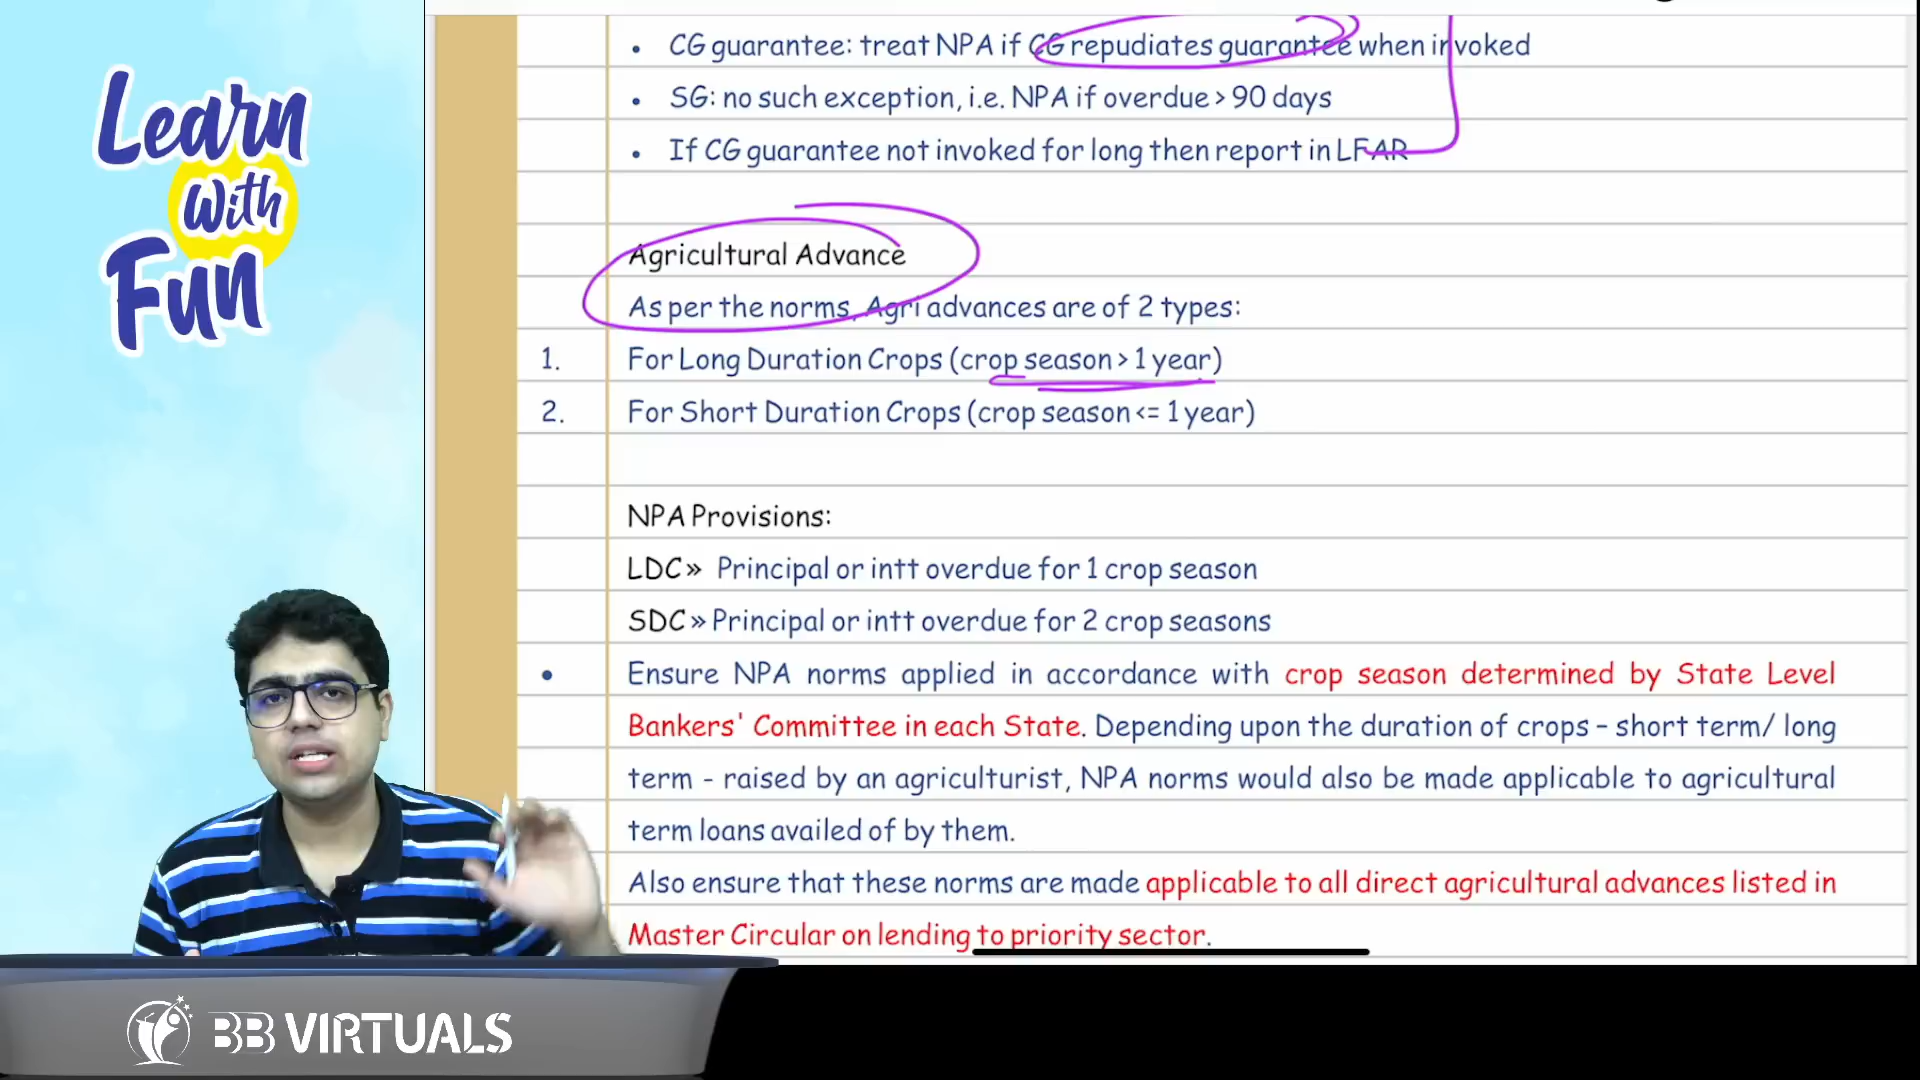 Learn
with
Fun
• CG guarantee: treat NPA if CG repudiates guarantee when invoked
• SG: no such exception, i.e. NPA if overdue > 90 days
• If CG guarantee not invoked for long then report in LFAR
Agricultural Advance
As per the norms, Agri advances are of 2 types:
1. For Long Duration Crops (crop season > 1 year)
2. For Short Duration Crops (crop season <= 1 year)
NPA Provisions:
LDC» Principal or intt overdue for 1 crop season
SDC » Principal or intt overdue for 2 crop seasons
• Ensure NPA norms applied in accordance with crop season determined by State Level
Bankers' Committee in each State. Depending upon the duration of crops – short term/ long
term - raised by an agriculturist, NPA norms would also be made applicable to agricultural
term loans availed of by them.
Also ensure that these norms are made applicable to all direct agricultural advances listed in
Master Circular on lending to priority sector.
BB VIRTUALS